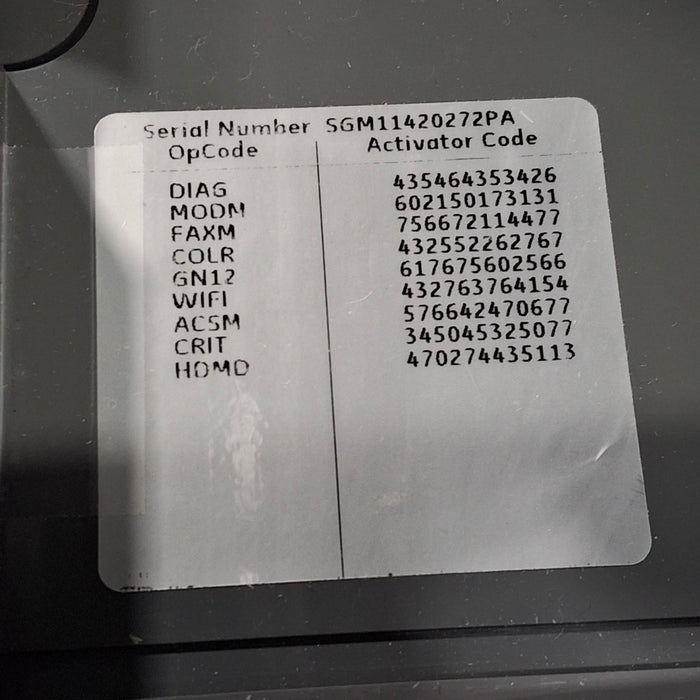 Serial Number SGM11420272PA
OpCode Activator Code
DIAG 435464353426
MODM 602150173131
FAXM 756672114477
COLR 432552262767
GN12 617675602566
WIFI 432763764154
ACSM 576642470677
CRIT 345045325077
HDMD 470274435113